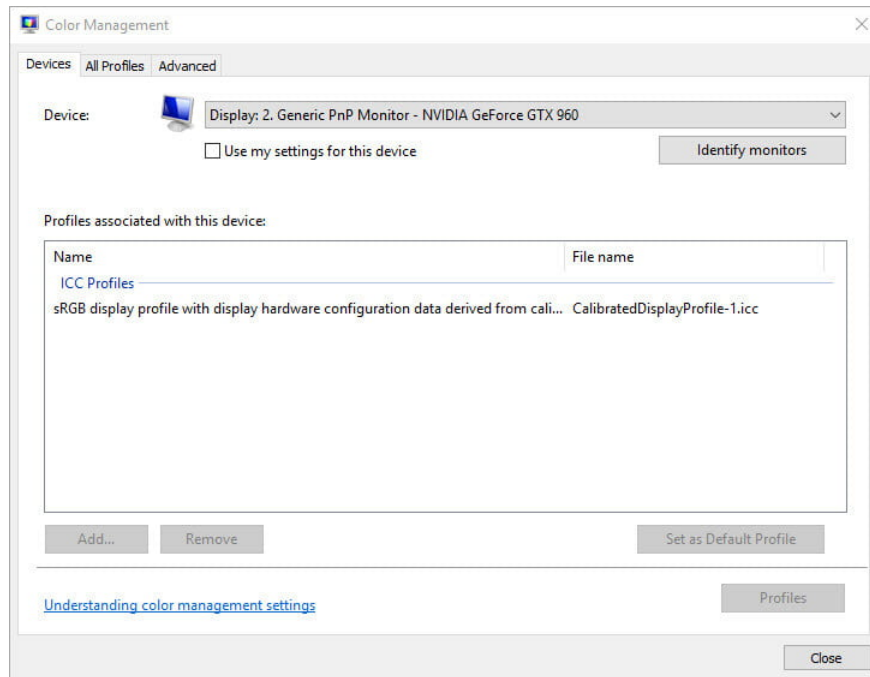 Color Management
Devices All Profiles Advanced
Device: Display: 2. Generic PnP Monitor - NVIDIA GeForce GTX 960
Use my settings for this device Identify monitors
Profiles associated with this device:
Name File name
ICC Profiles
sRGB display profile with display hardware configuration data derived from cali... CalibratedDisplayProfile-1.icc
Add... Remove Set as Default Profile
Understanding color management settings Profiles
Close